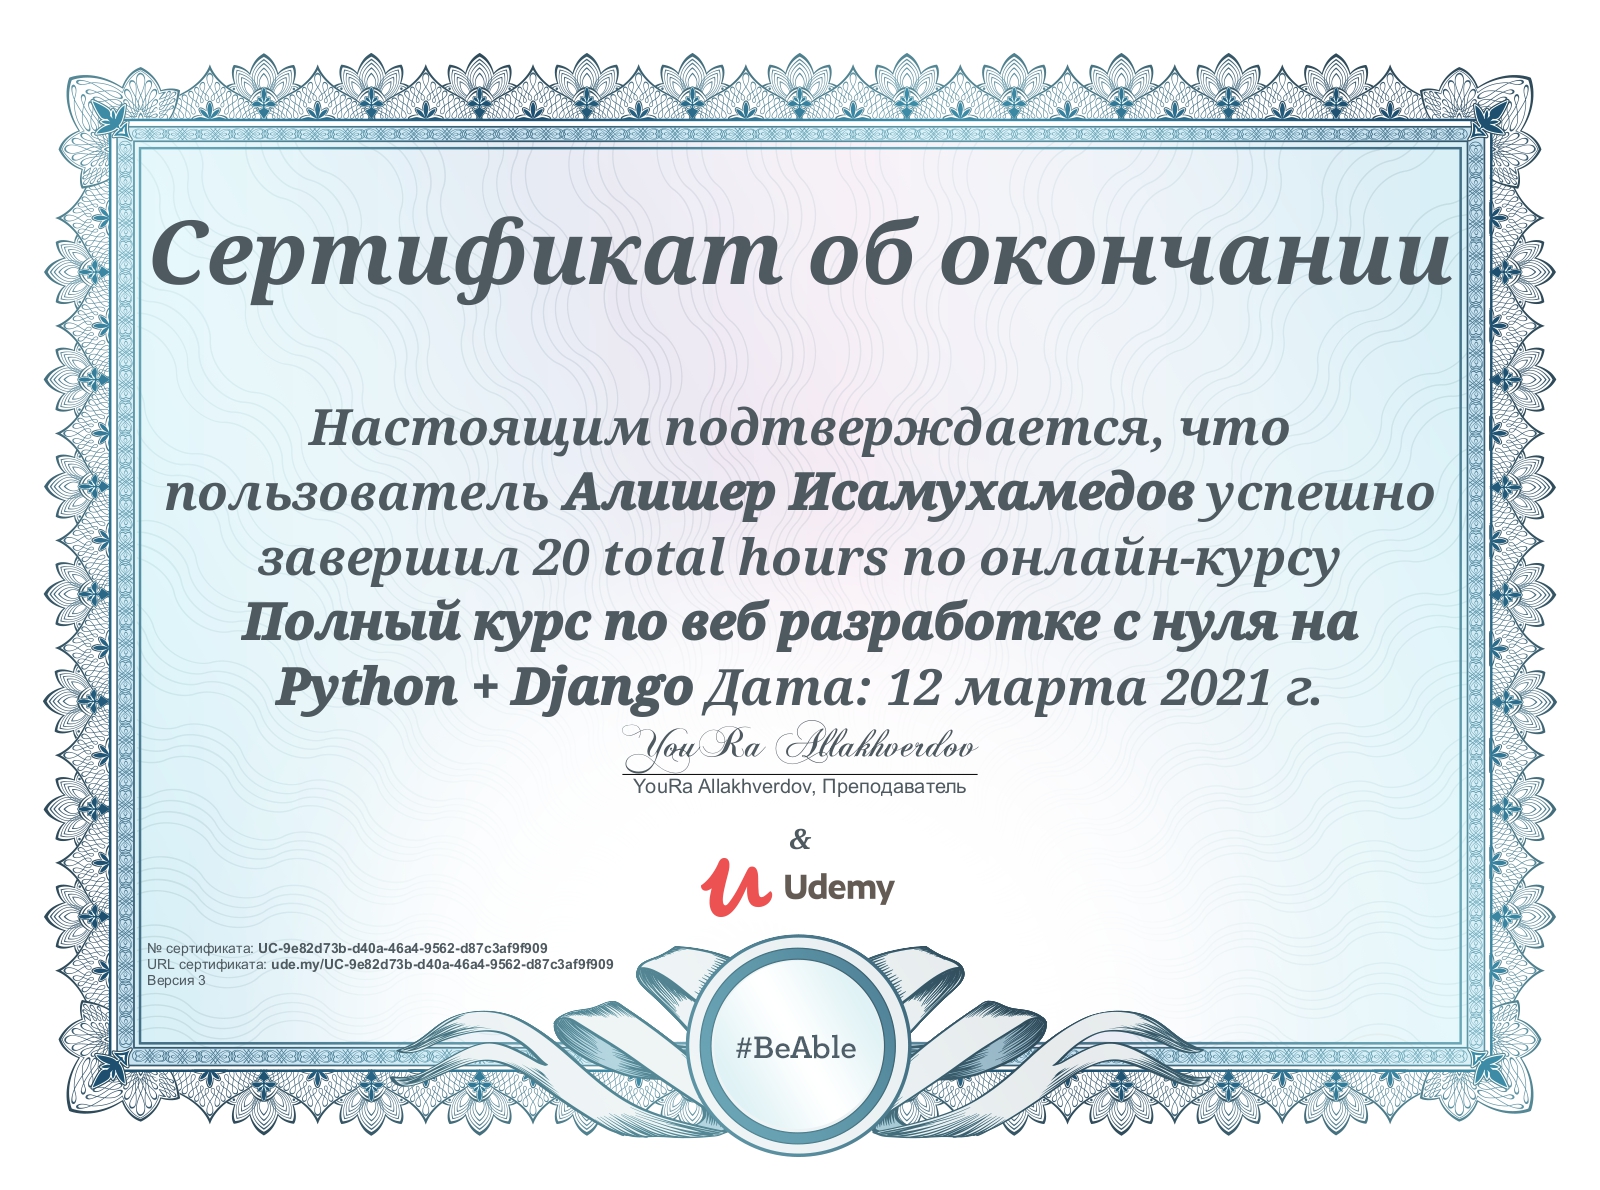 Сертификат об окончании
Настоящим подтверждается, что
пользователь Алишер Исамухамедов успешно
завершил 20 total hours по онлайн-курсу
Полный курс по веб разработке с нуля на
Python + Django Дата: 12 марта 2021 г.
YouRa Allakhverdov
YouRa Allakhverdov, Преподаватель
&
Udemy
№ сертификата: UC-9e82d73b-d40a-46a4-9562-d87c3af9f909
URL сертификата: ude.my/UC-9e82d73b-d40a-46a4-9562-d87c3af9f909
Версия 3
#BeAble